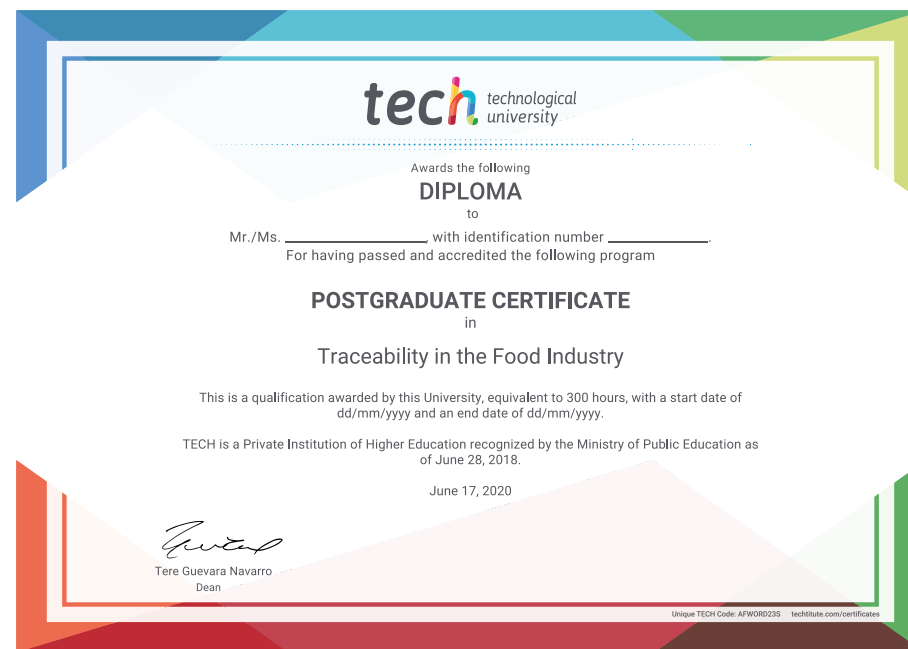 tech technological
university
Awards the following
DIPLOMA
to
Mr./Ms. ____________, with identification number ____________.
For having passed and accredited the following program
POSTGRADUATE CERTIFICATE
in
Traceability in the Food Industry
This is a qualification awarded by this University, equivalent to 300 hours, with a start date of
dd/mm/yyyy and an end date of dd/mm/yyyy.
TECH is a Private Institution of Higher Education recognized by the Ministry of Public Education as
of June 28, 2018.
June 17, 2020
Tere Guevara Navarro
Dean
Unique TECH Code: AFWORD23S techtitute.com/certificates